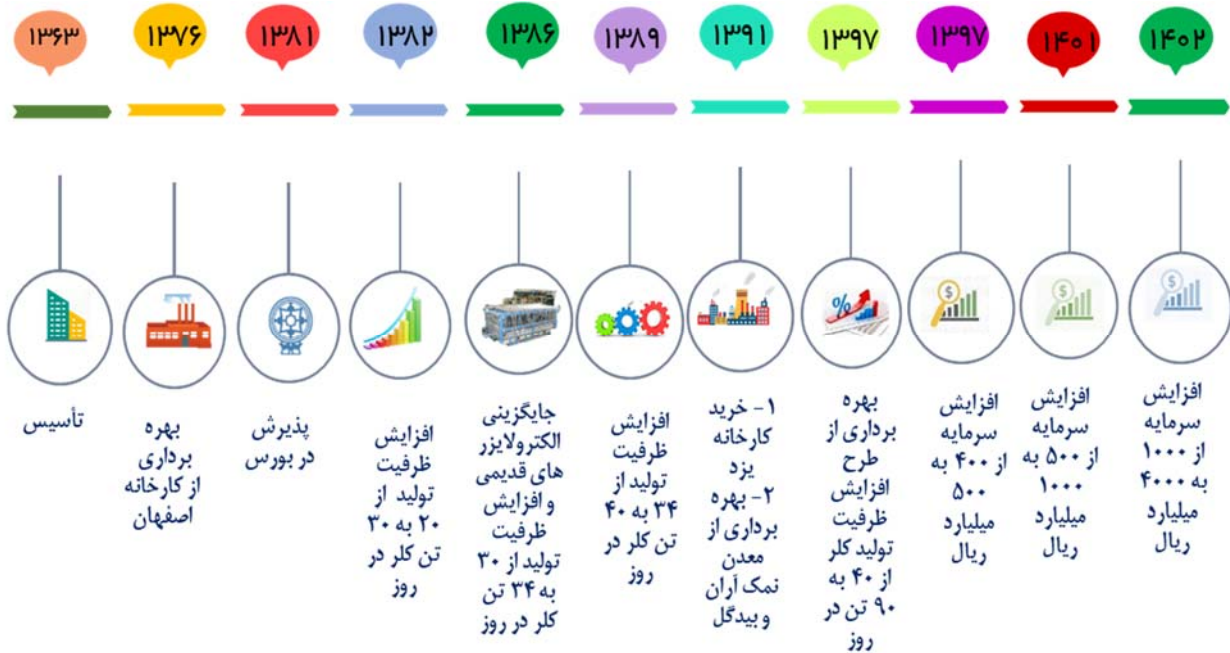 ۱۳۶۳
۱۳۷۶
۱۳۸۱
۱۳۸۲
۱۳۸۶
۱۳۸۹
۱۳۹۱
۱۳۹۷
۱۳۹۷
۱۴۰۱
۱۴۰۲
تأسیس
بهره
برداری
از کارخانه
اصفهان
پذیرش
در بورس
افزایش
ظرفیت
تولید از
۲۰ به ۳۰
تن کلر در
روز
جایگزینی
الکترولایزر
های قدیمی
و افزایش
ظرفیت
تولید از ۳۰
به ۳۴ تن
کلر در روز
افزایش
ظرفیت
تولید از
۳۴ به ۴۰
تن کلر در
روز
۱- خرید
کارخانه
یزد
۲- بهره
برداری از
معدن
نمک آران
و بیدگل
بهره
برداری از
طرح
افزایش
ظرفیت
تولید کلر
از ۴۰ به
۹۰ تن در
روز
افزایش
سرمایه
از ۴۰۰ به
۵۰۰
میلیارد
ریال
افزایش
سرمایه
از ۵۰۰ به
۱۰۰۰
میلیارد
ریال
افزایش
سرمایه
از ۱۰۰۰
به ۴۰۰۰
میلیارد
ریال